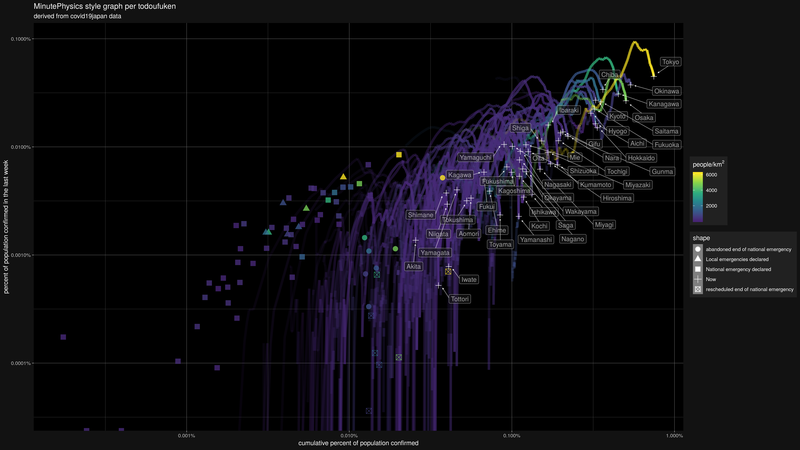 MinutePhysics style graph per todoufuken
derived from covid19japan data
percent of population confirmed in the last week
0.1000%
0.0100%
0.0010%
0.0001%
Tokyo
Chiba
Okinawa
Kanagawa
Ibaraki
Kyoto
Osaka
Shiga
Hyogo
Saitama
Aichi
Fukuoka
Gifu
Yamaguchi
Oita
Mie
Nara
Hokkaido
Kagawa
Shizuoka
Tochigi
Gunma
Fukushima
Nagasaki
Kumamoto
Miyazaki
Kagoshima
Okayama
Hiroshima
Fukui
Shimane
Tokushima
Ishikawa
Wakayama
Niigata
Aomori
Ehime
Kochi
Saga
Miyagi
Toyama
Yamanashi
Nagano
Yamagata
Akita
Iwate
Tottori
0.001%
0.010%
0.100%
1.000%
cumulative percent of population confirmed
people/km²
6000
4000
2000
shape
abandoned end of national emergency
Local emergencies declared
National emergency declared
Now
rescheduled end of national emergency